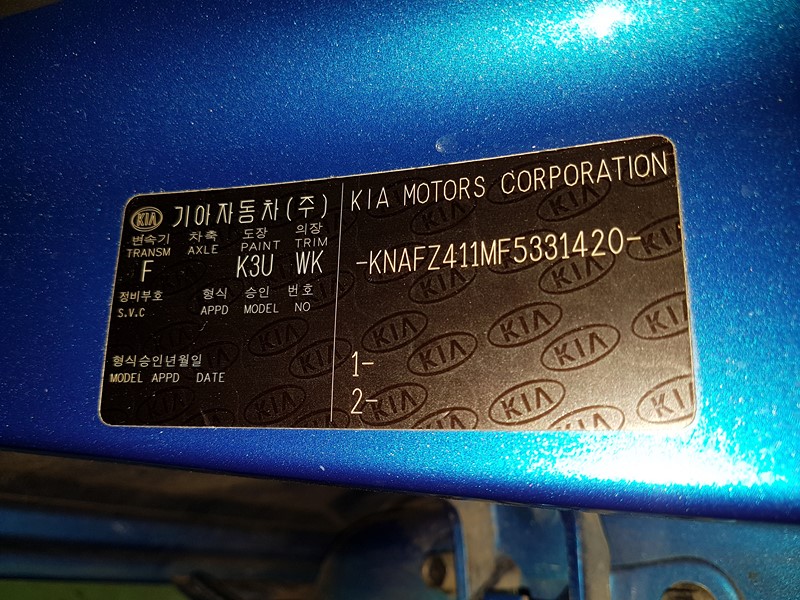 KIA 기아자동차(주)
변속기 차축 도장 의장
TRANSM AXLE PAINT TRIM
F K3U WK
정비부호 형식 승인 번호
S.V.C APPD MODEL NO
형식승인년월일
MODEL APPD DATE
KIA MOTORS CORPORATION
-KNAFZ411MF5331420-
1-
2-